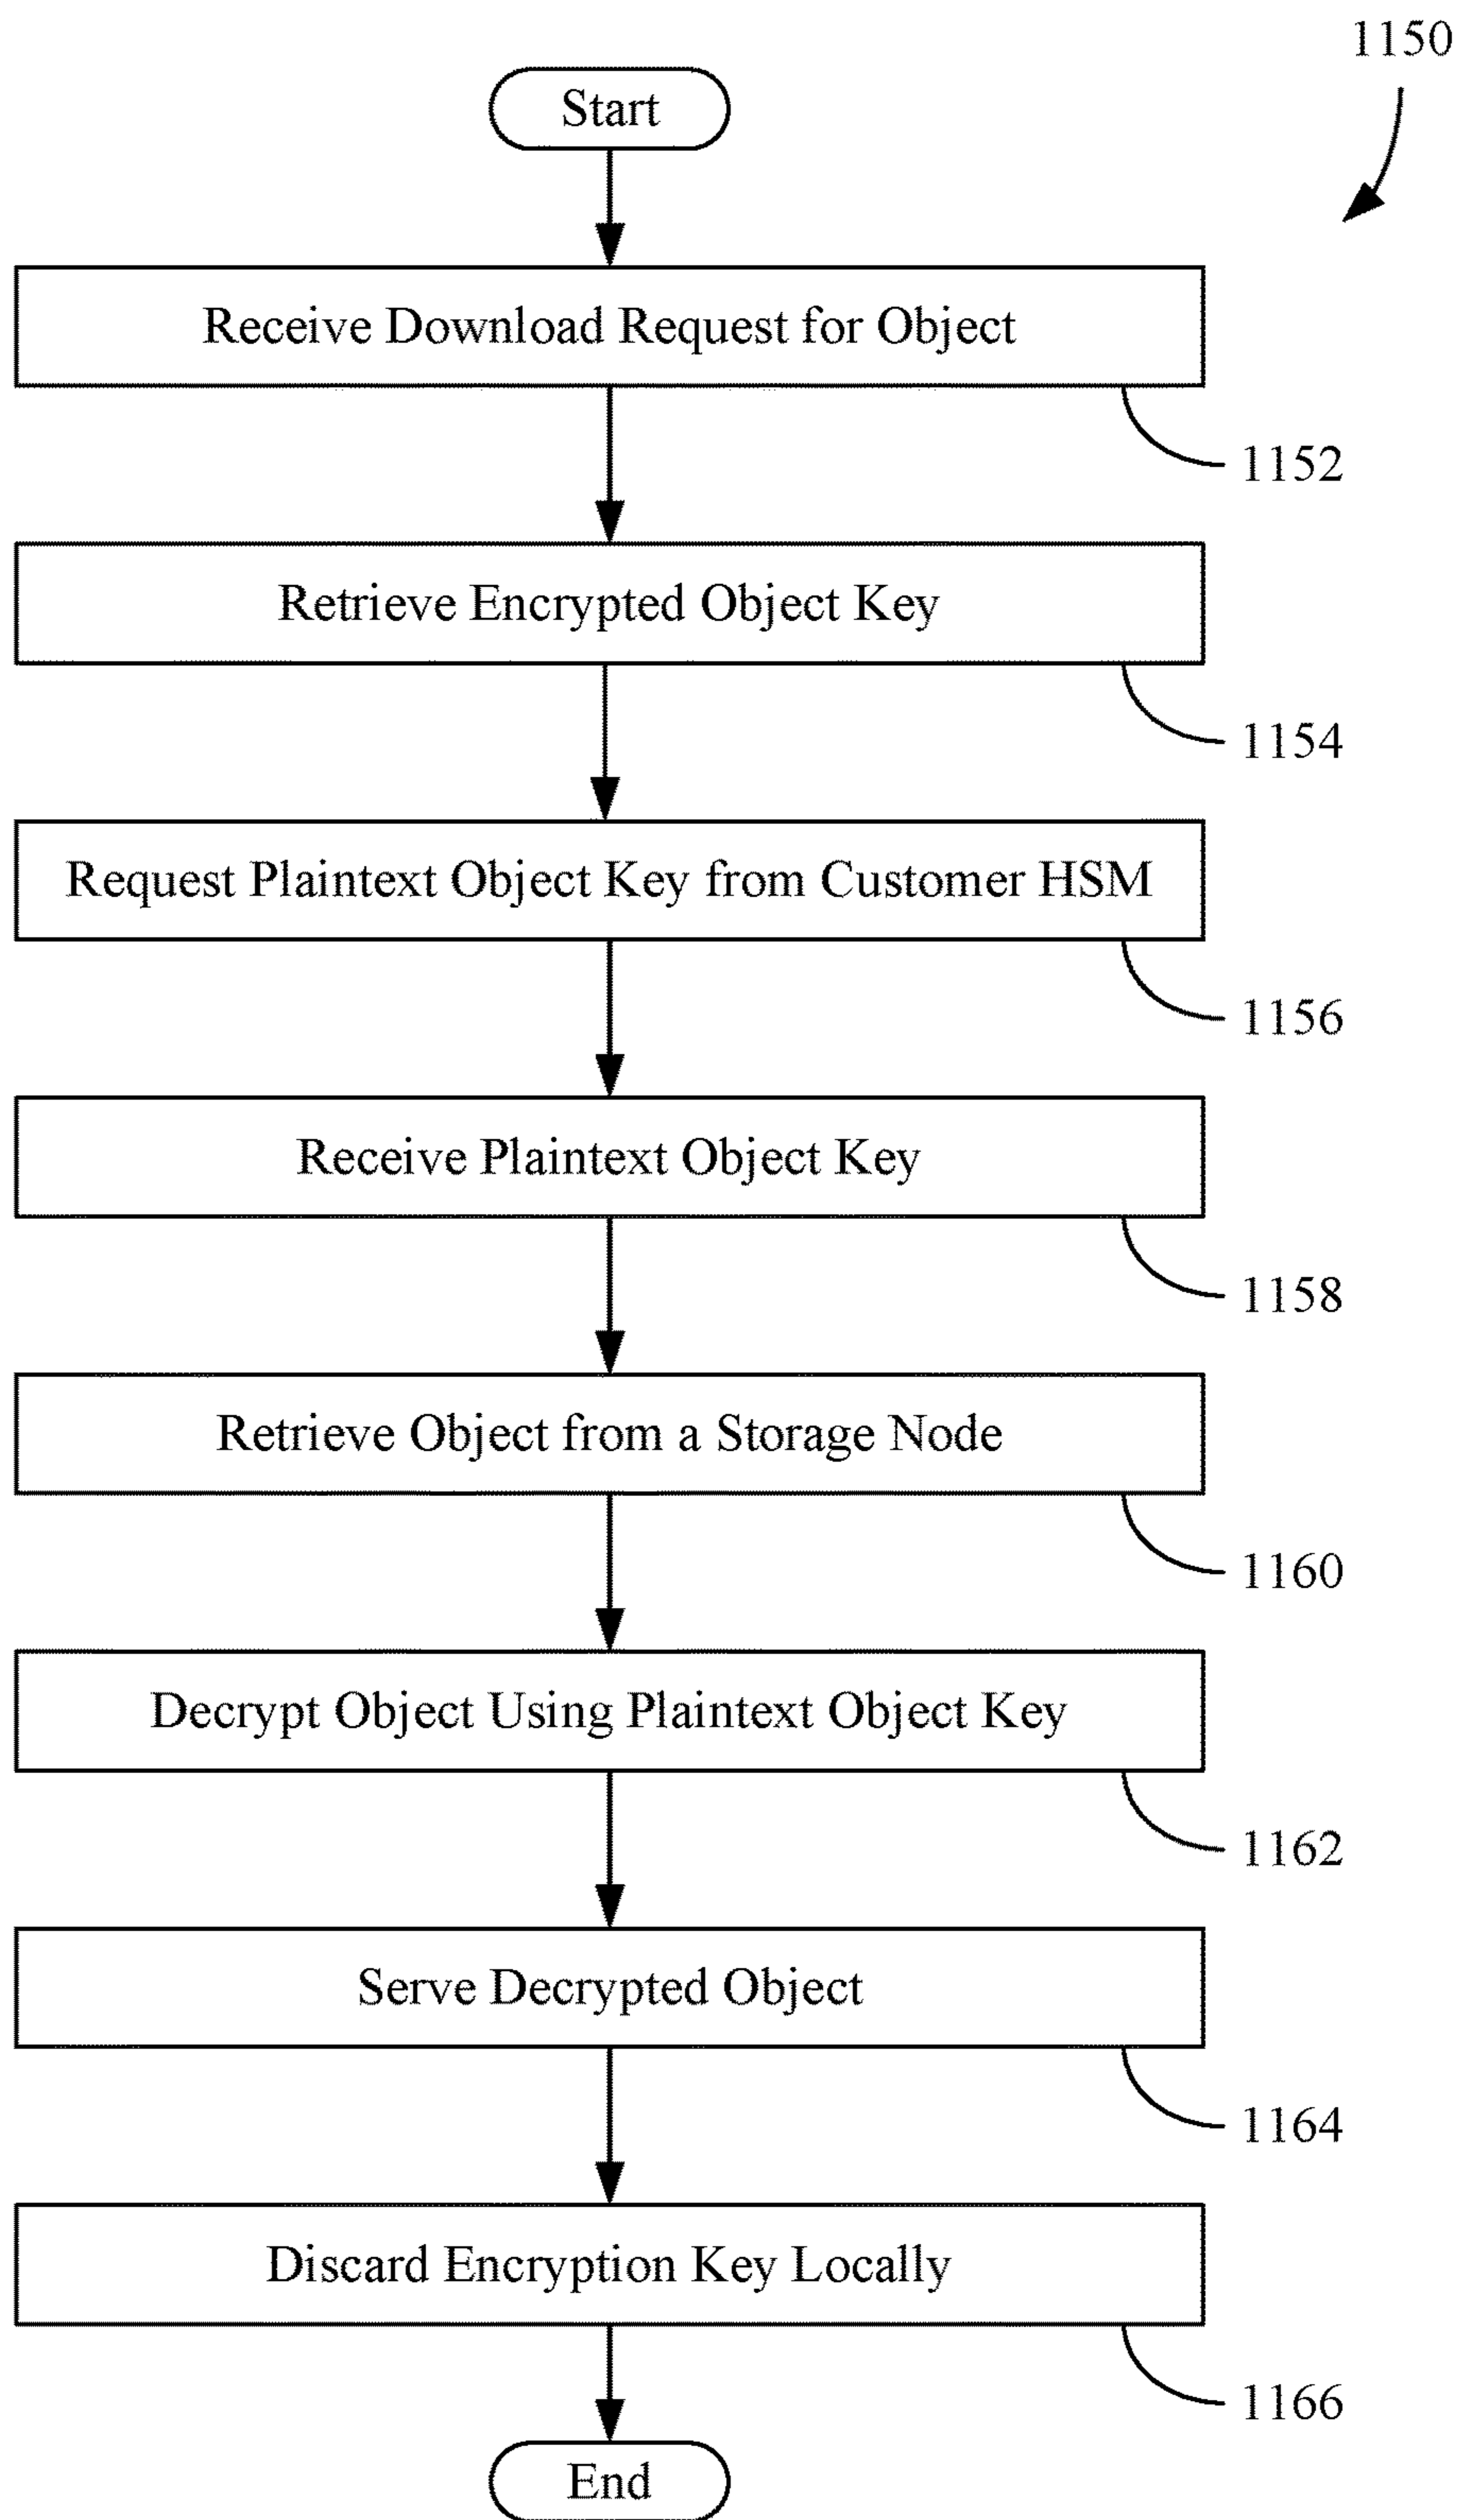 1150
Start
Receive Download Request for Object
1152
Retrieve Encrypted Object Key
1154
Request Plaintext Object Key from Customer HSM
1156
Receive Plaintext Object Key
1158
Retrieve Object from a Storage Node
1160
Decrypt Object Using Plaintext Object Key
1162
Serve Decrypted Object
1164
Discard Encryption Key Locally
1166
End